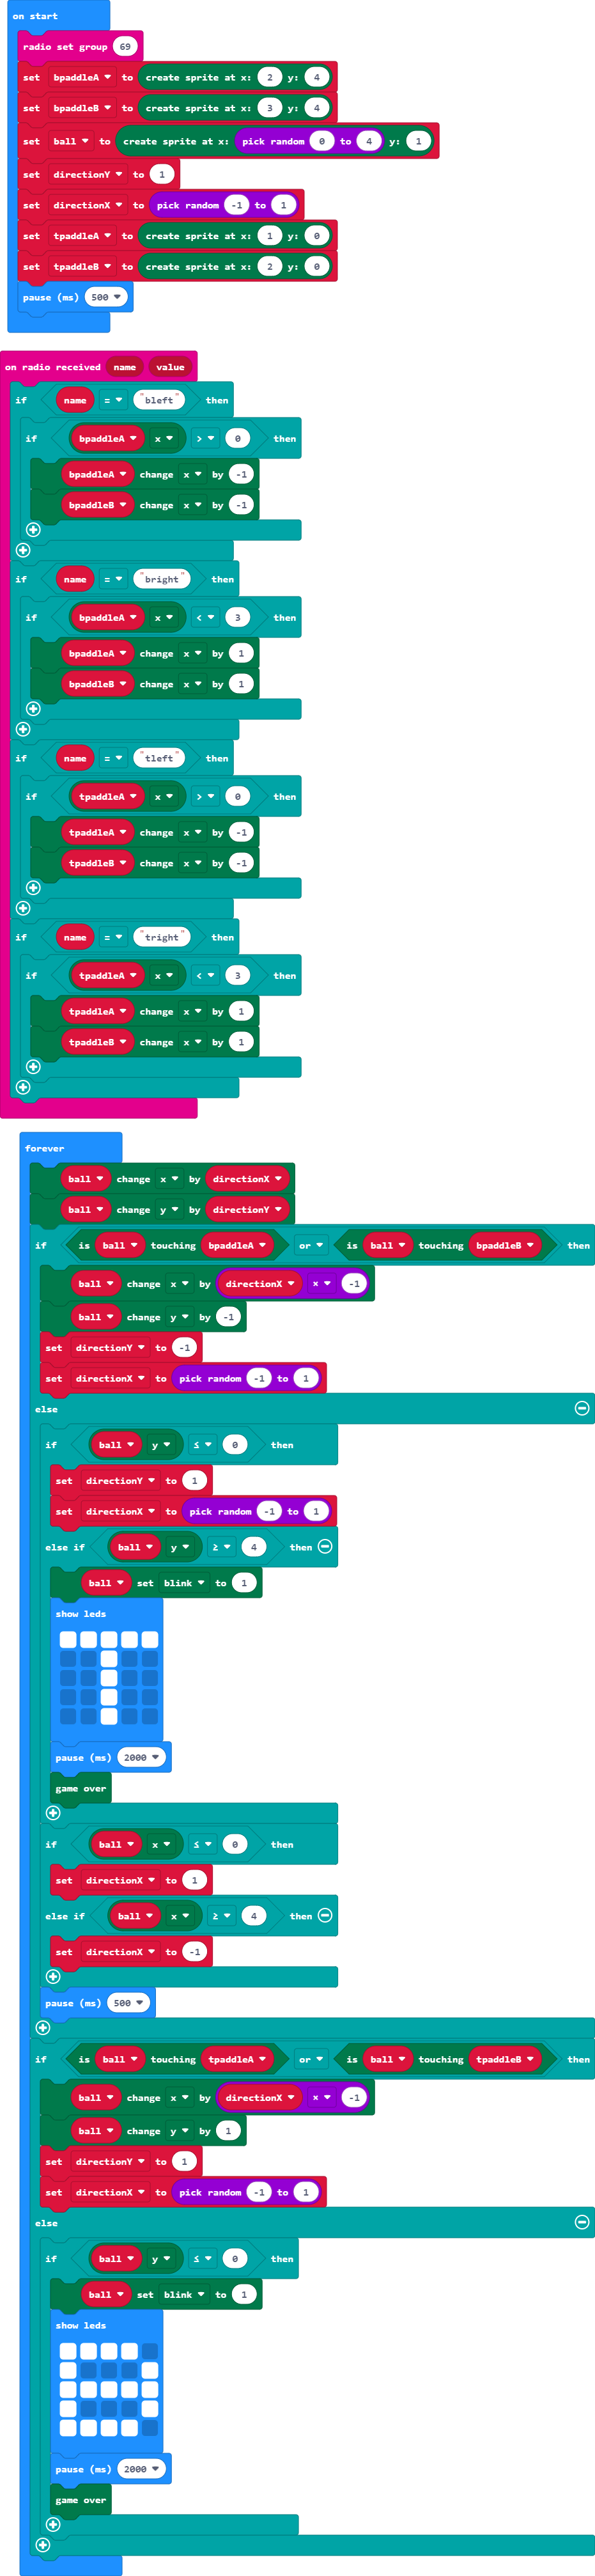 on start
radio set group 69
set bpaddleA to create sprite at x: 2 y: 4
set bpaddleB to create sprite at x: 3 y: 4
set ball to create sprite at x: pick random 0 to 4 y: 1
set directionY to 1
set directionX to pick random -1 to 1
set tpaddleA to create sprite at x: 1 y: 0
set tpaddleB to create sprite at x: 2 y: 0
pause (ms) 500
on radio received name value
if name = "bleft" then
if bpaddleA x > 0 then
bpaddleA change x by -1
bpaddleB change x by -1
if name = "bright" then
if bpaddleA x < 3 then
bpaddleA change x by 1
bpaddleB change x by 1
if name = "tleft" then
if tpaddleA x > 0 then
tpaddleA change x by -1
tpaddleB change x by -1
if name = "tright" then
if tpaddleA x < 3 then
tpaddleA change x by 1
tpaddleB change x by 1
forever
ball change x by directionX
ball change y by directionY
if is ball touching bpaddleA or is ball touching bpaddleB then
ball change x by directionX × -1
ball change y by -1
set directionY to -1
set directionX to pick random -1 to 1
else
if ball y ≤ 0 then
set directionY to 1
set directionX to pick random -1 to 1
else if ball y ≥ 4 then
ball set blink to 1
show leds
pause (ms) 2000
game over
if ball x ≤ 0 then
set directionX to 1
else if ball x ≥ 4 then
set directionX to -1
pause (ms) 500
if is ball touching tpaddleA or is ball touching tpaddleB then
ball change x by directionX × -1
ball change y by 1
set directionY to 1
set directionX to pick random -1 to 1
else
if ball y ≤ 0 then
ball set blink to 1
show leds
pause (ms) 2000
game over